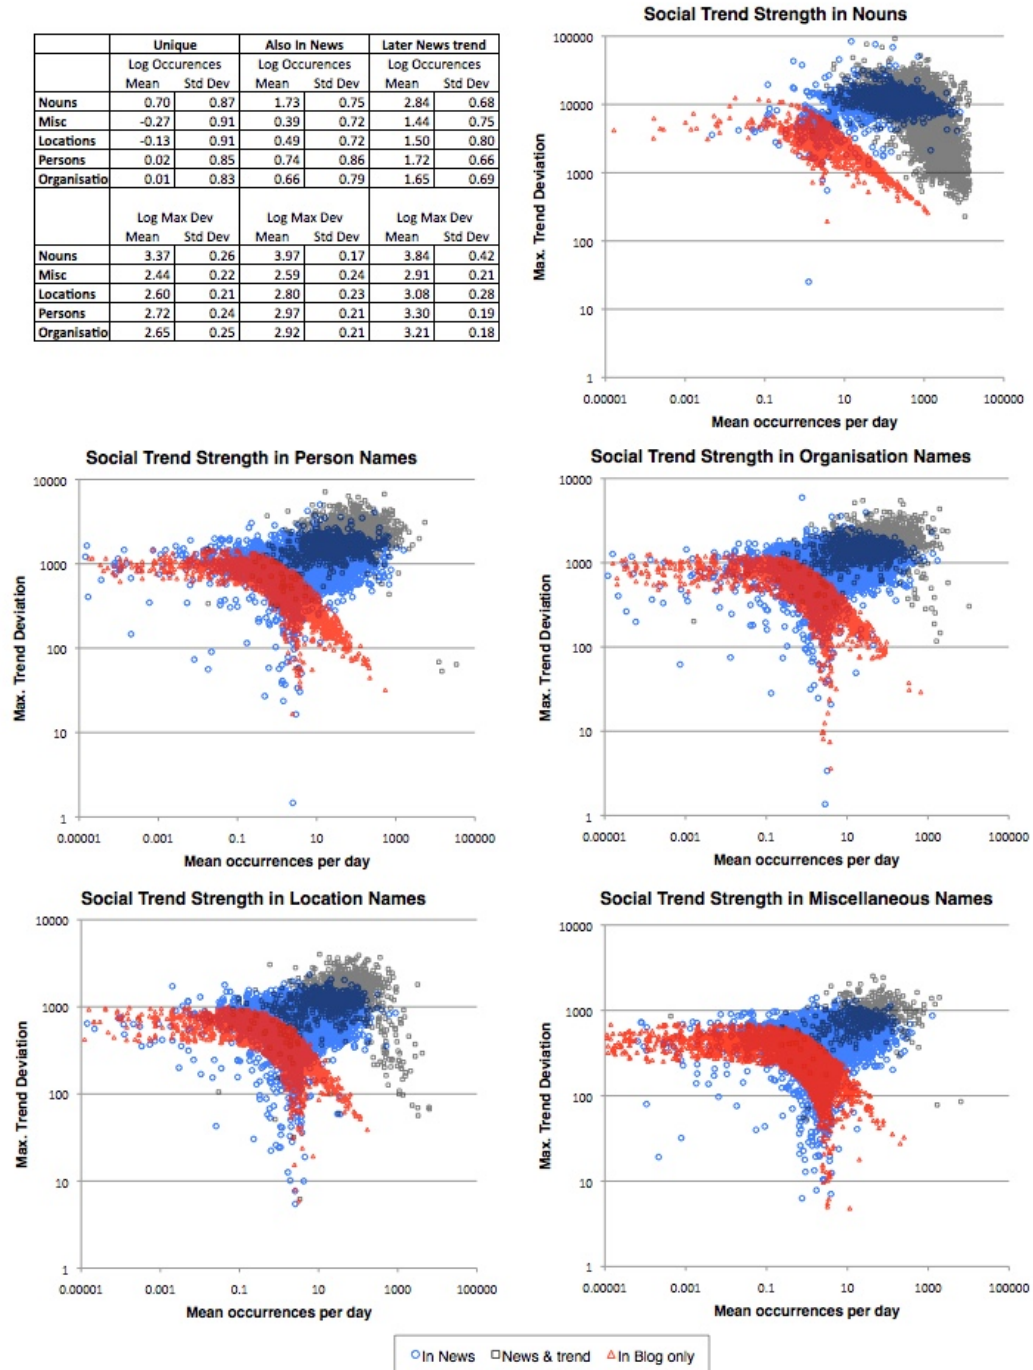 Unique Also In News Later News trend
Log Occurences Log Occurences Log Occurences
Mean Std Dev Mean Std Dev Mean Std Dev
Nouns 0.70 0.87 1.73 0.75 2.84 0.68
Misc -0.27 0.91 0.39 0.72 1.44 0.75
Locations -0.13 0.91 0.49 0.72 1.50 0.80
Persons 0.02 0.85 0.74 0.86 1.72 0.66
Organisatio 0.01 0.83 0.66 0.79 1.65 0.69
Log Max Dev Log Max Dev Log Max Dev
Mean Std Dev Mean Std Dev Mean Std Dev
Nouns 3.37 0.26 3.97 0.17 3.84 0.42
Misc 2.44 0.22 2.59 0.24 2.91 0.21
Locations 2.60 0.21 2.80 0.23 3.08 0.28
Persons 2.72 0.24 2.97 0.21 3.30 0.19
Organisatio 2.65 0.25 2.92 0.21 3.21 0.18
Social Trend Strength in Nouns
Max. Trend Deviation
100000
10000
1000
100
10
1
0.00001 0.001 0.1 10 1000 100000
Mean occurrences per day
Social Trend Strength in Person Names
Max. Trend Deviation
10000
1000
100
10
1
0.00001 0.001 0.1 10 1000 100000
Mean occurrences per day
Social Trend Strength in Organisation Names
Max. Trend Deviation
10000
1000
100
10
1
0.00001 0.001 0.1 10 1000 100000
Mean occurrences per day
Social Trend Strength in Location Names
Max. Trend Deviation
10000
1000
100
10
1
0.00001 0.001 0.1 10 1000 100000
Mean occurrences per day
Social Trend Strength in Miscellaneous Names
Max. Trend Deviation
10000
1000
100
10
1
0.00001 0.001 0.1 10 1000 100000
Mean occurrences per day
In News News & trend In Blog only